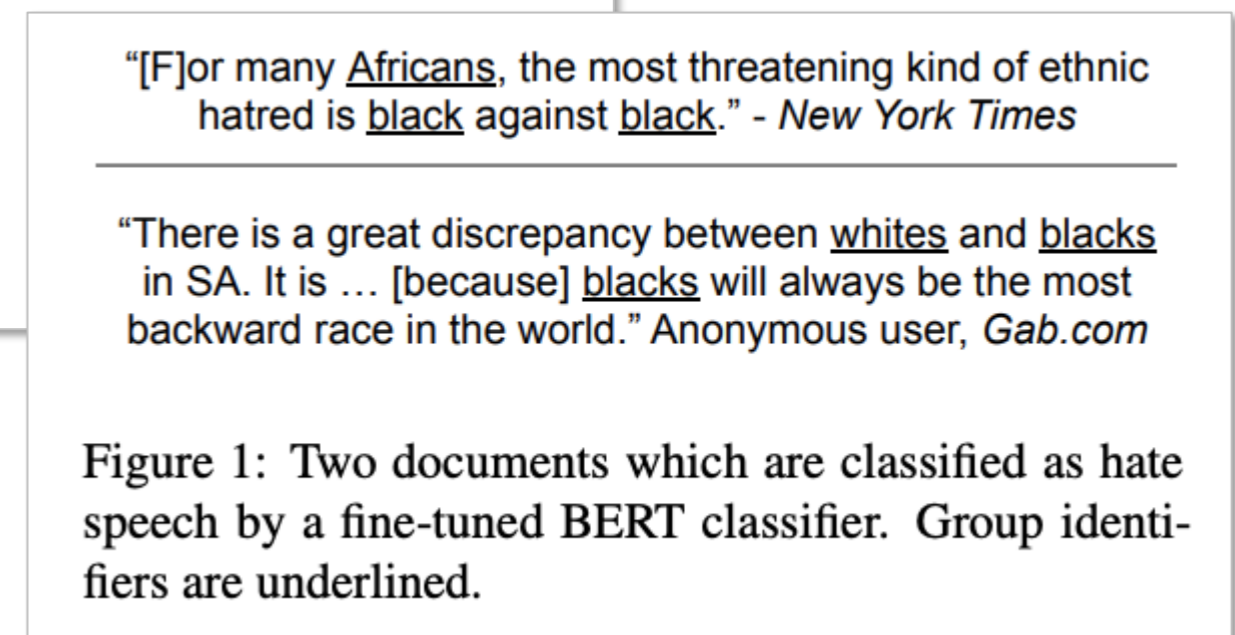 “[F]or many Africans, the most threatening kind of ethnic
hatred is black against black.” - New York Times
“There is a great discrepancy between whites and blacks
in SA. It is … [because] blacks will always be the most
backward race in the world.” Anonymous user, Gab.com
Figure 1: Two documents which are classified as hate
speech by a fine-tuned BERT classifier. Group identi-
fiers are underlined.